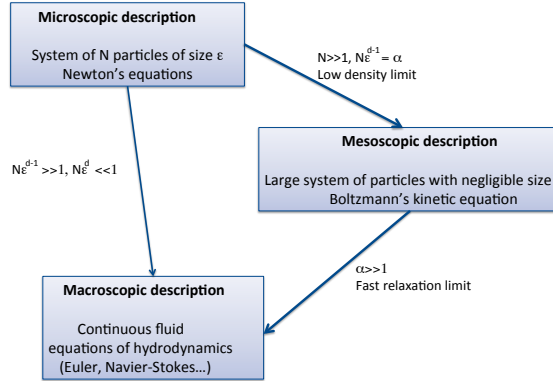 Microscopic description
System of N particles of size ε
Newton's equations
N>>1, Nε^{d-1} = α
Low density limit
Mesoscopic description
Large system of particles with negligible size
Boltzmann's kinetic equation
Nε^{d-1} >>1, Nε^{d} <<1
α>>1
Fast relaxation limit
Macroscopic description
Continuous fluid
equations of hydrodynamics
(Euler, Navier-Stokes...)